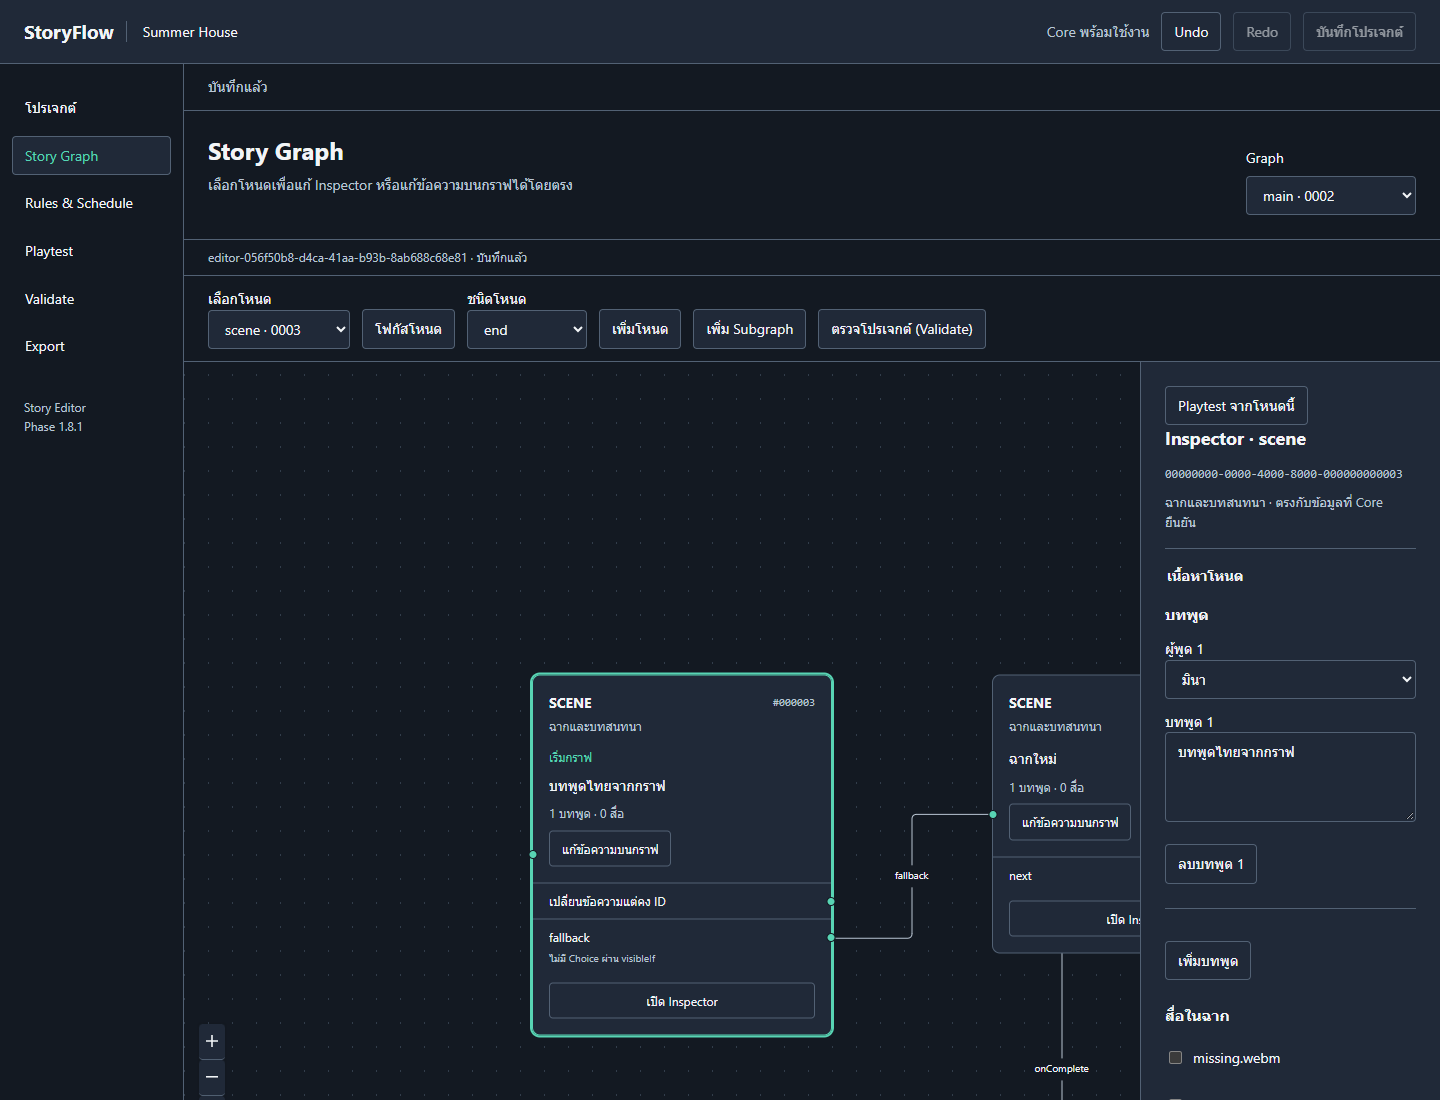 StoryFlow
Summer House
Core พร้อมใช้งาน
Undo
Redo
บันทึกโปรเจกต์
โปรเจกต์
Story Graph
Rules & Schedule
Playtest
Validate
Export
Story Editor
Phase 1.8.1
บันทึกแล้ว
Story Graph
เลือกโหนดเพื่อแก้ Inspector หรือแก้ข้อความบนกราฟได้โดยตรง
Graph
main · 0002
editor-056f50b8-d4ca-41aa-b93b-8ab688c68e81 · บันทึกแล้ว
เลือกโหนด
scene · 0003
โฟกัสโหนด
ชนิดโหนด
end
เพิ่มโหนด
เพิ่ม Subgraph
ตรวจโปรเจกต์ (Validate)
SCENE
#000003
ฉากและบทสนทนา
เริ่มกราฟ
บทพูดไทยจากกราฟ
1 บทพูด · 0 สื่อ
แก้ข้อความบนกราฟ
เปลี่ยนข้อความแต่คง ID
fallback
ไม่มี Choice ผ่าน visibleIf
เปิด Inspector
fallback
SCENE
ฉากและบทสนทนา
ฉากใหม่
1 บทพูด · 0 สื่อ
แก้ข้อความบนกราฟ
next
เปิด Ins
onComplete
+
−
Playtest จากโหนดนี้
Inspector · scene
00000000-0000-4000-8000-000000000003
ฉากและบทสนทนา · ตรงกับข้อมูลที่ Core
ยืนยัน
เนื้อหาโหนด
บทพูด
ผู้พูด 1
มินา
บทพูด 1
บทพูดไทยจากกราฟ
ลบบทพูด 1
เพิ่มบทพูด
สื่อในฉาก
missing.webm